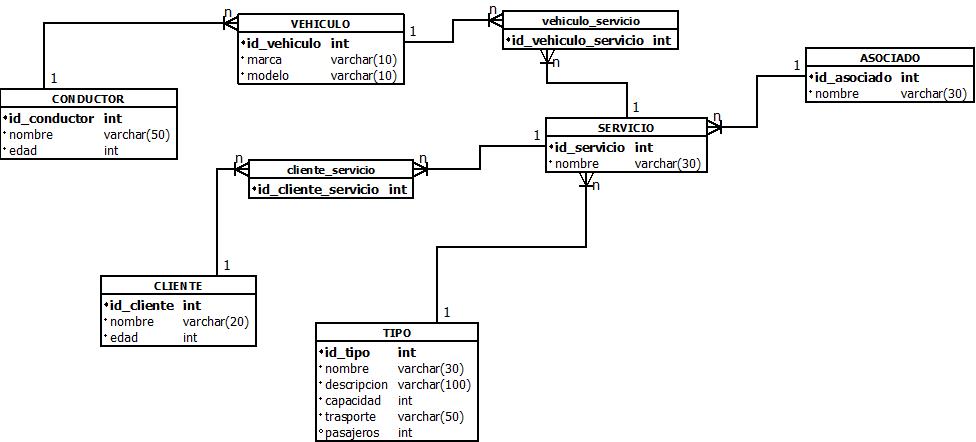 n
VEHICULO
id_vehiculo int
marca varchar(10)
modelo varchar(10)
1
n
vehiculo_servicio
id_vehiculo_servicio int
n
1
1
ASOCIADO
id_asociado int
nombre varchar(30)
1
CONDUCTOR
id_conductor int
nombre varchar(50)
edad int
n
SERVICIO
id_servicio int
nombre varchar(30)
1
n
n
cliente_servicio
id_cliente_servicio int
n
1
CLIENTE
id_cliente int
nombre varchar(20)
edad int
1
TIPO
id_tipo int
nombre varchar(30)
descripcion varchar(100)
capacidad int
trasporte varchar(50)
pasajeros int